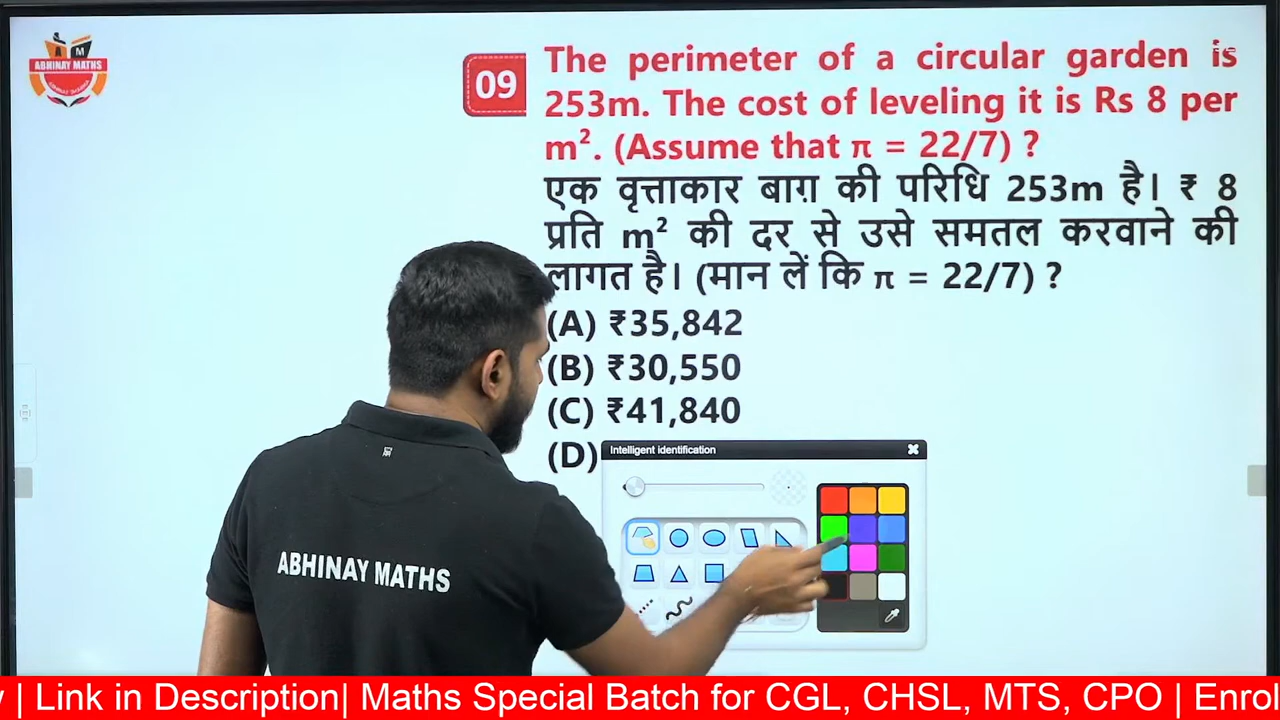 ABHINAY MATHS
09
The perimeter of a circular garden is
253m. The cost of leveling it is Rs 8 per
m². (Assume that π = 22/7) ?
एक वृत्ताकार बाग़ की परिधि 253m है। ₹ 8
प्रति m² की दर से उसे समतल करवाने की
लागत है। (मान लें कि π = 22/7) ?
(A) ₹35,842
(B) ₹30,550
(C) ₹41,840
(D)
Intelligent identification
ABHINAY MATHS
| Link in Description| Maths Special Batch for CGL, CHSL, MTS, CPO | Enrol